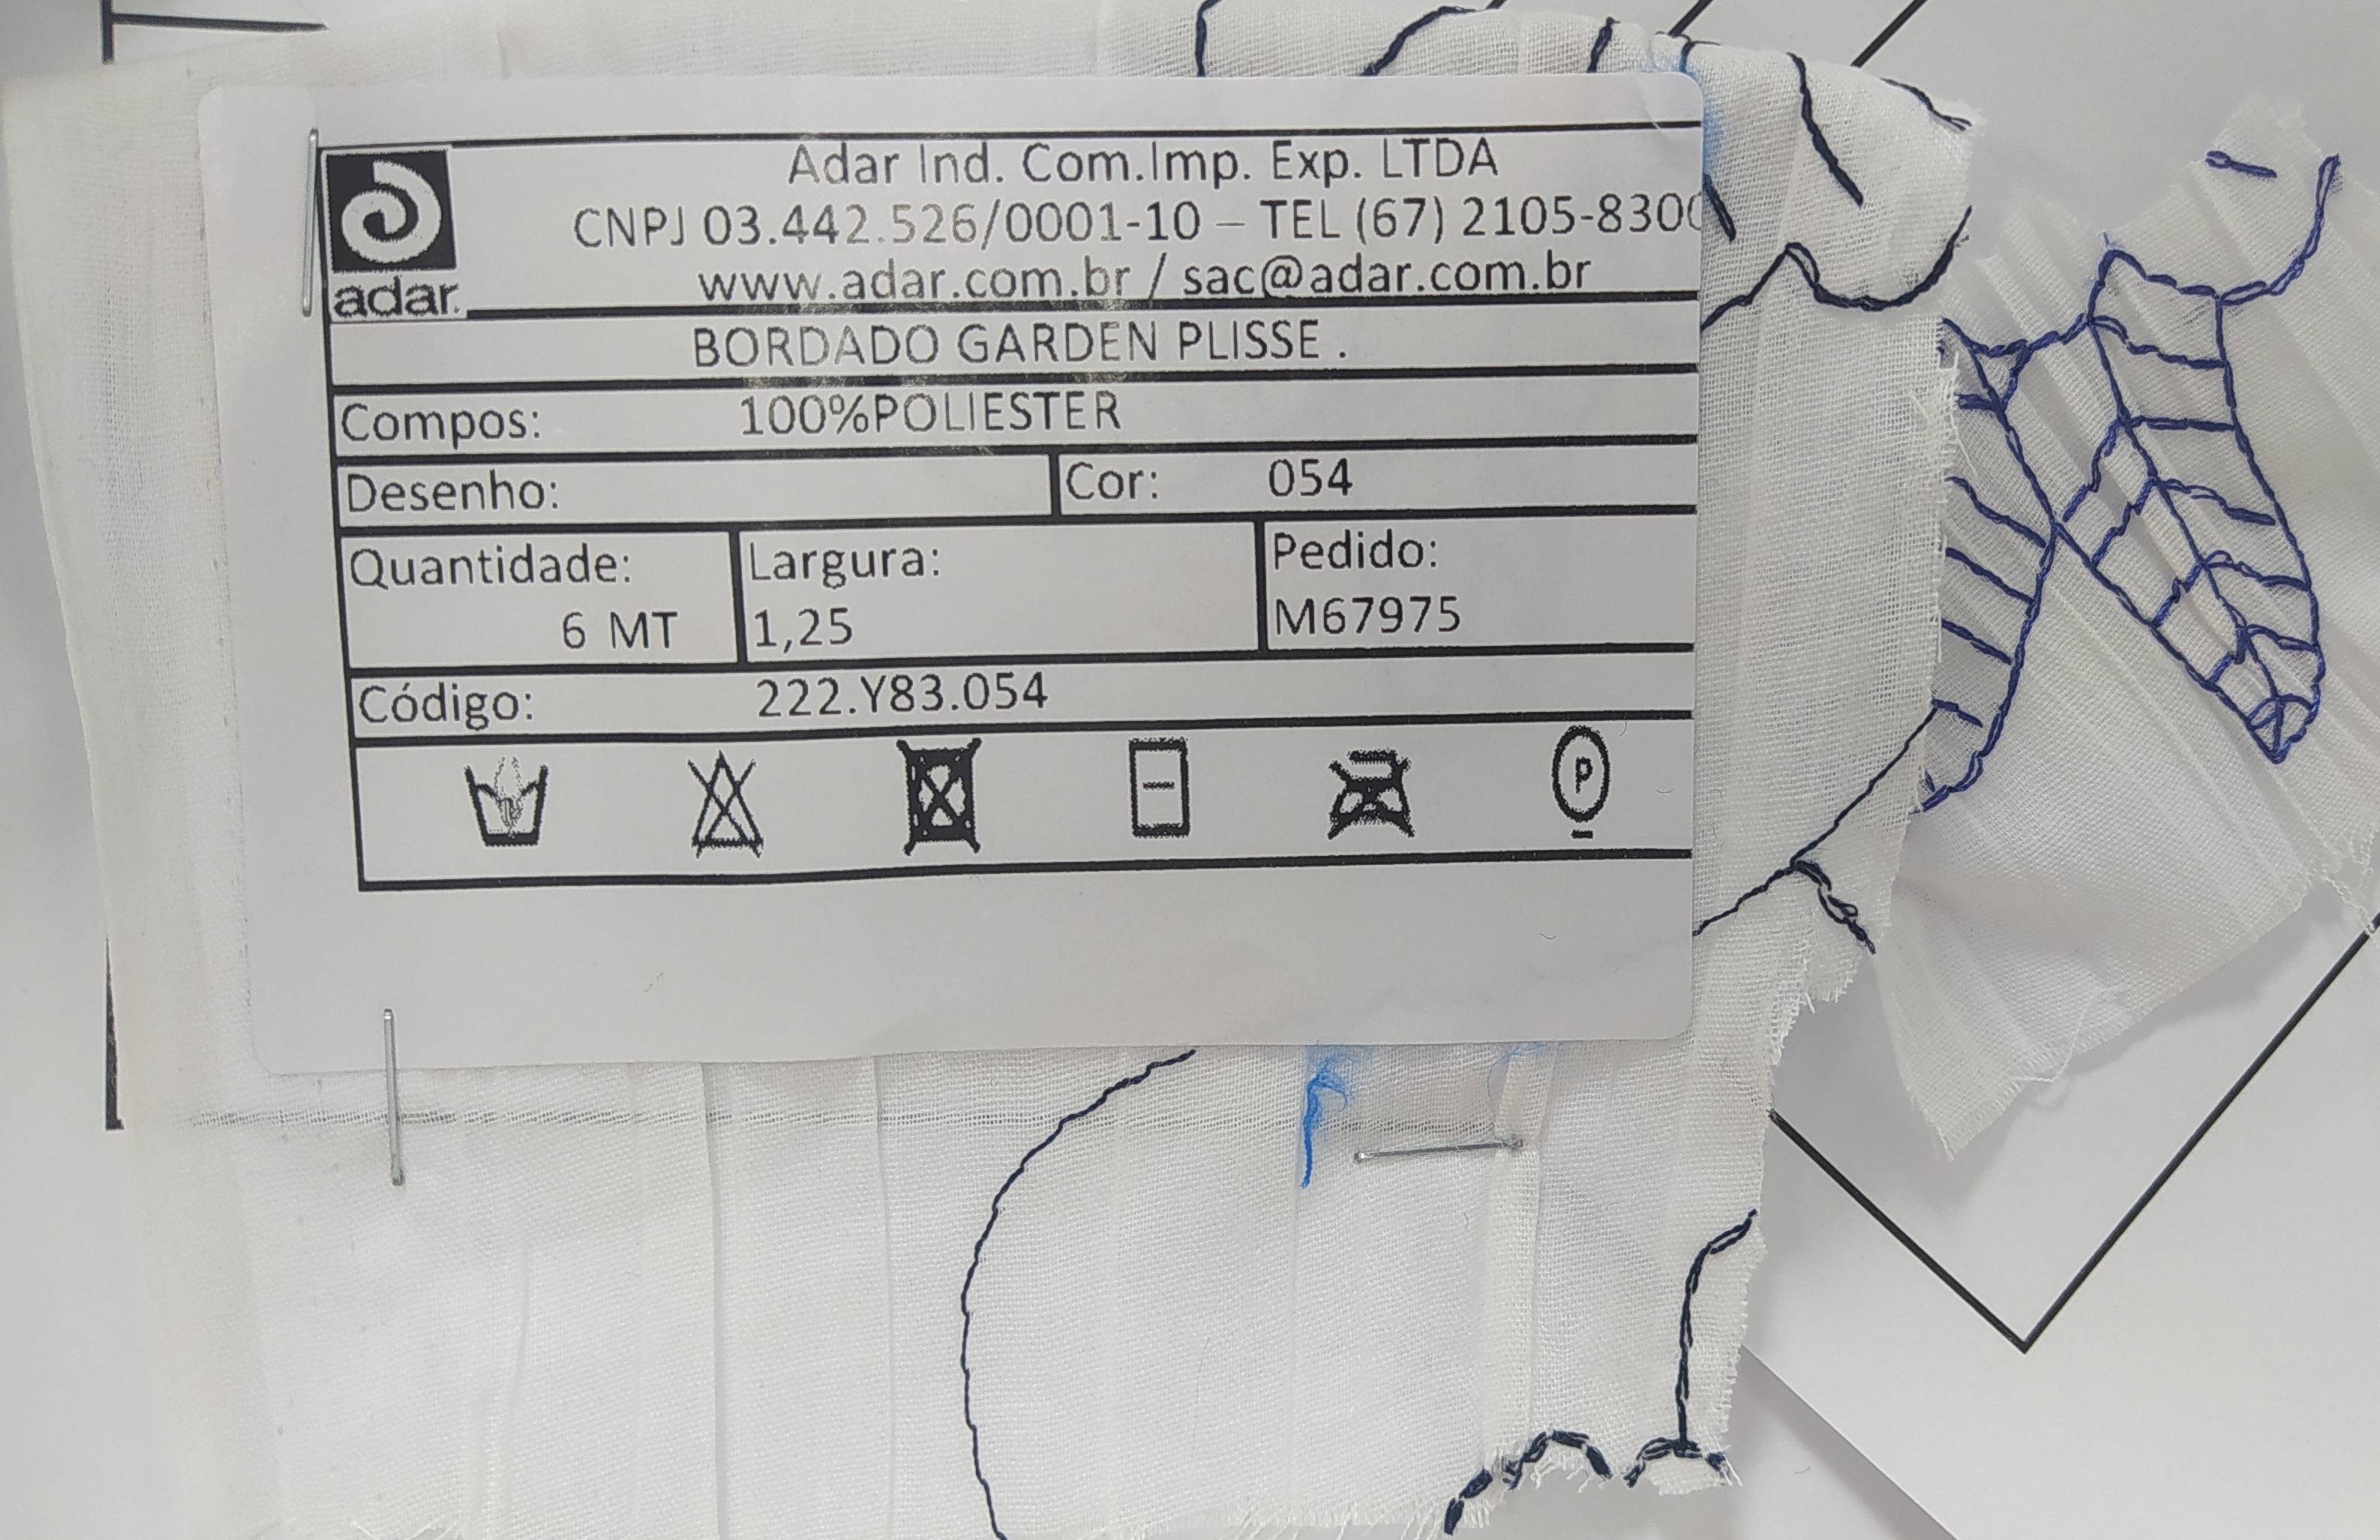 Adar Ind. Com.Imp. Exp. LTDA
CNPJ 03.442.526/0001-10 – TEL (67) 2105-8300
www.adar.com.br / sac@adar.com.br
adar.
BORDADO GARDEN PLISSE .
Compos: 100%POLIESTER
Desenho: Cor: 054
Quantidade: Largura: Pedido:
6 MT 1,25 M67975
Código: 222.Y83.054
P